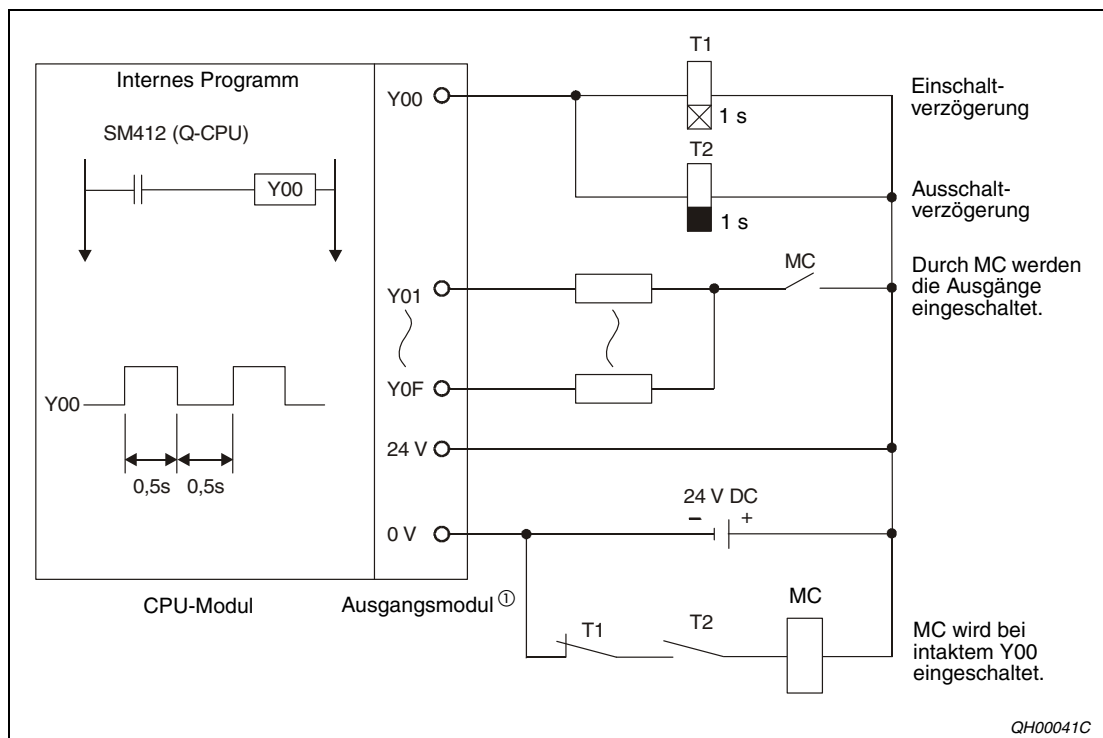 Internes Programm
SM412 (Q-CPU)
Y00
Y00
0,5s
0,5s
CPU-Modul
Y00
Y01
Y0F
24 V
0 V
Ausgangsmodul ①
T1
1 s
T2
1 s
MC
24 V DC
– +
T1
T2
MC
Einschalt-
verzögerung
Ausschalt-
verzögerung
Durch MC werden
die Ausgänge
eingeschaltet.
MC wird bei
intaktem Y00
eingeschaltet.
QH00041C